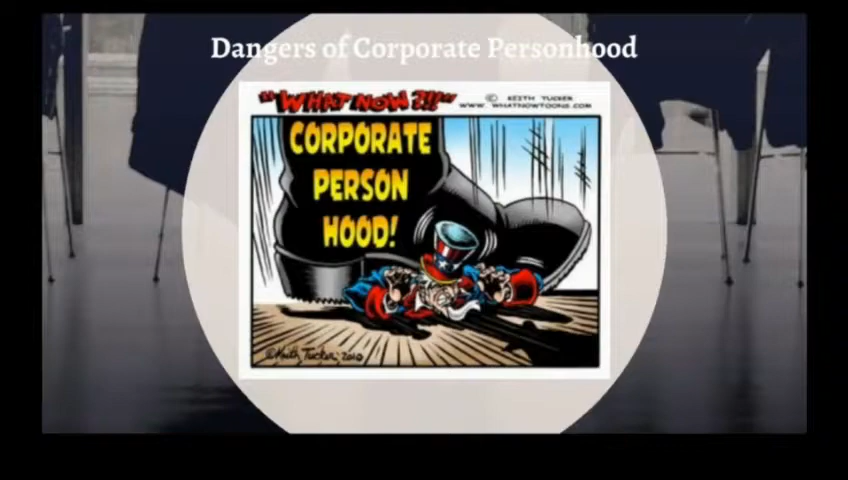 Dangers of Corporate Personhood
"WHAT NOW?!!"
© KEITH TUCKER
WWW.WHATNOWTOONS.COM
CORPORATE
PERSON
HOOD!
©Keith Tucker 2010